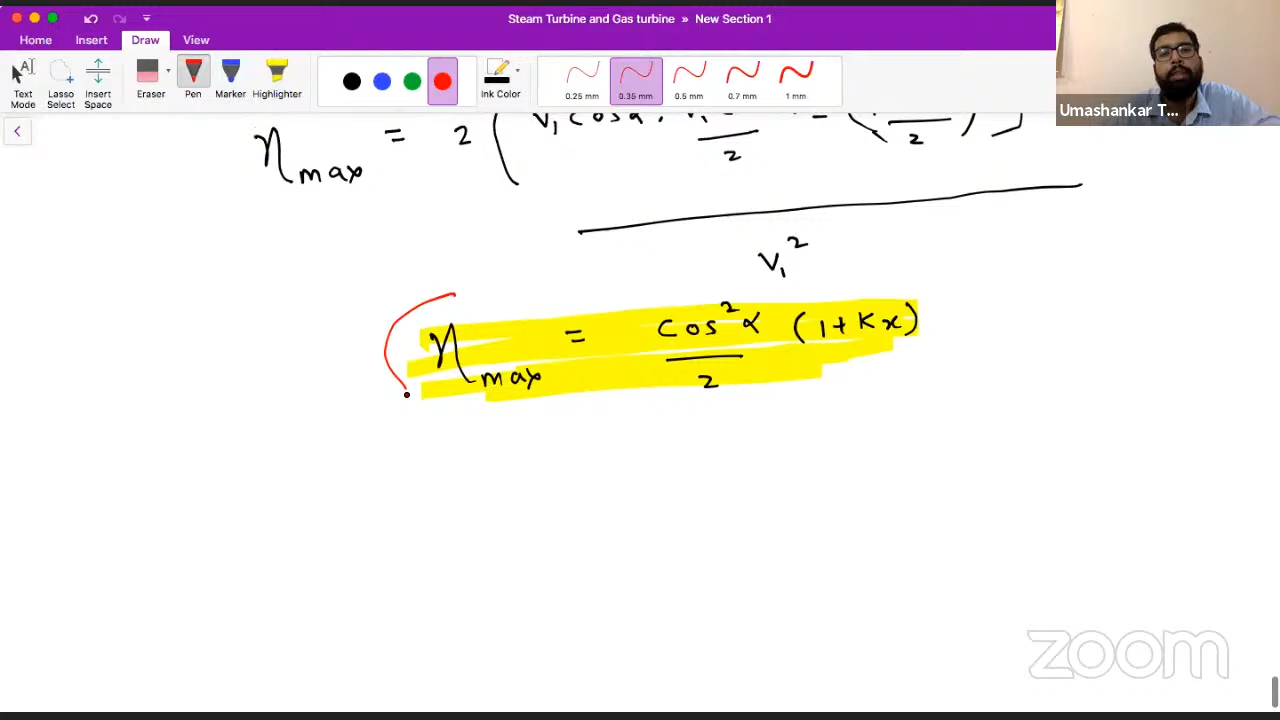 Steam Turbine and Gas turbine » New Section 1
Home Insert Draw View
Text Mode Lasso Select Insert Space Eraser Pen Marker Highlighter Ink Color 0.25 mm 0.35 mm 0.5 mm 0.7 mm 1 mm
Umashankar T...
η max = 2 ( V₁ cosα . 2 2 ) ]
V₁²
η max = cos²α / 2 (1+Kx)
zoom